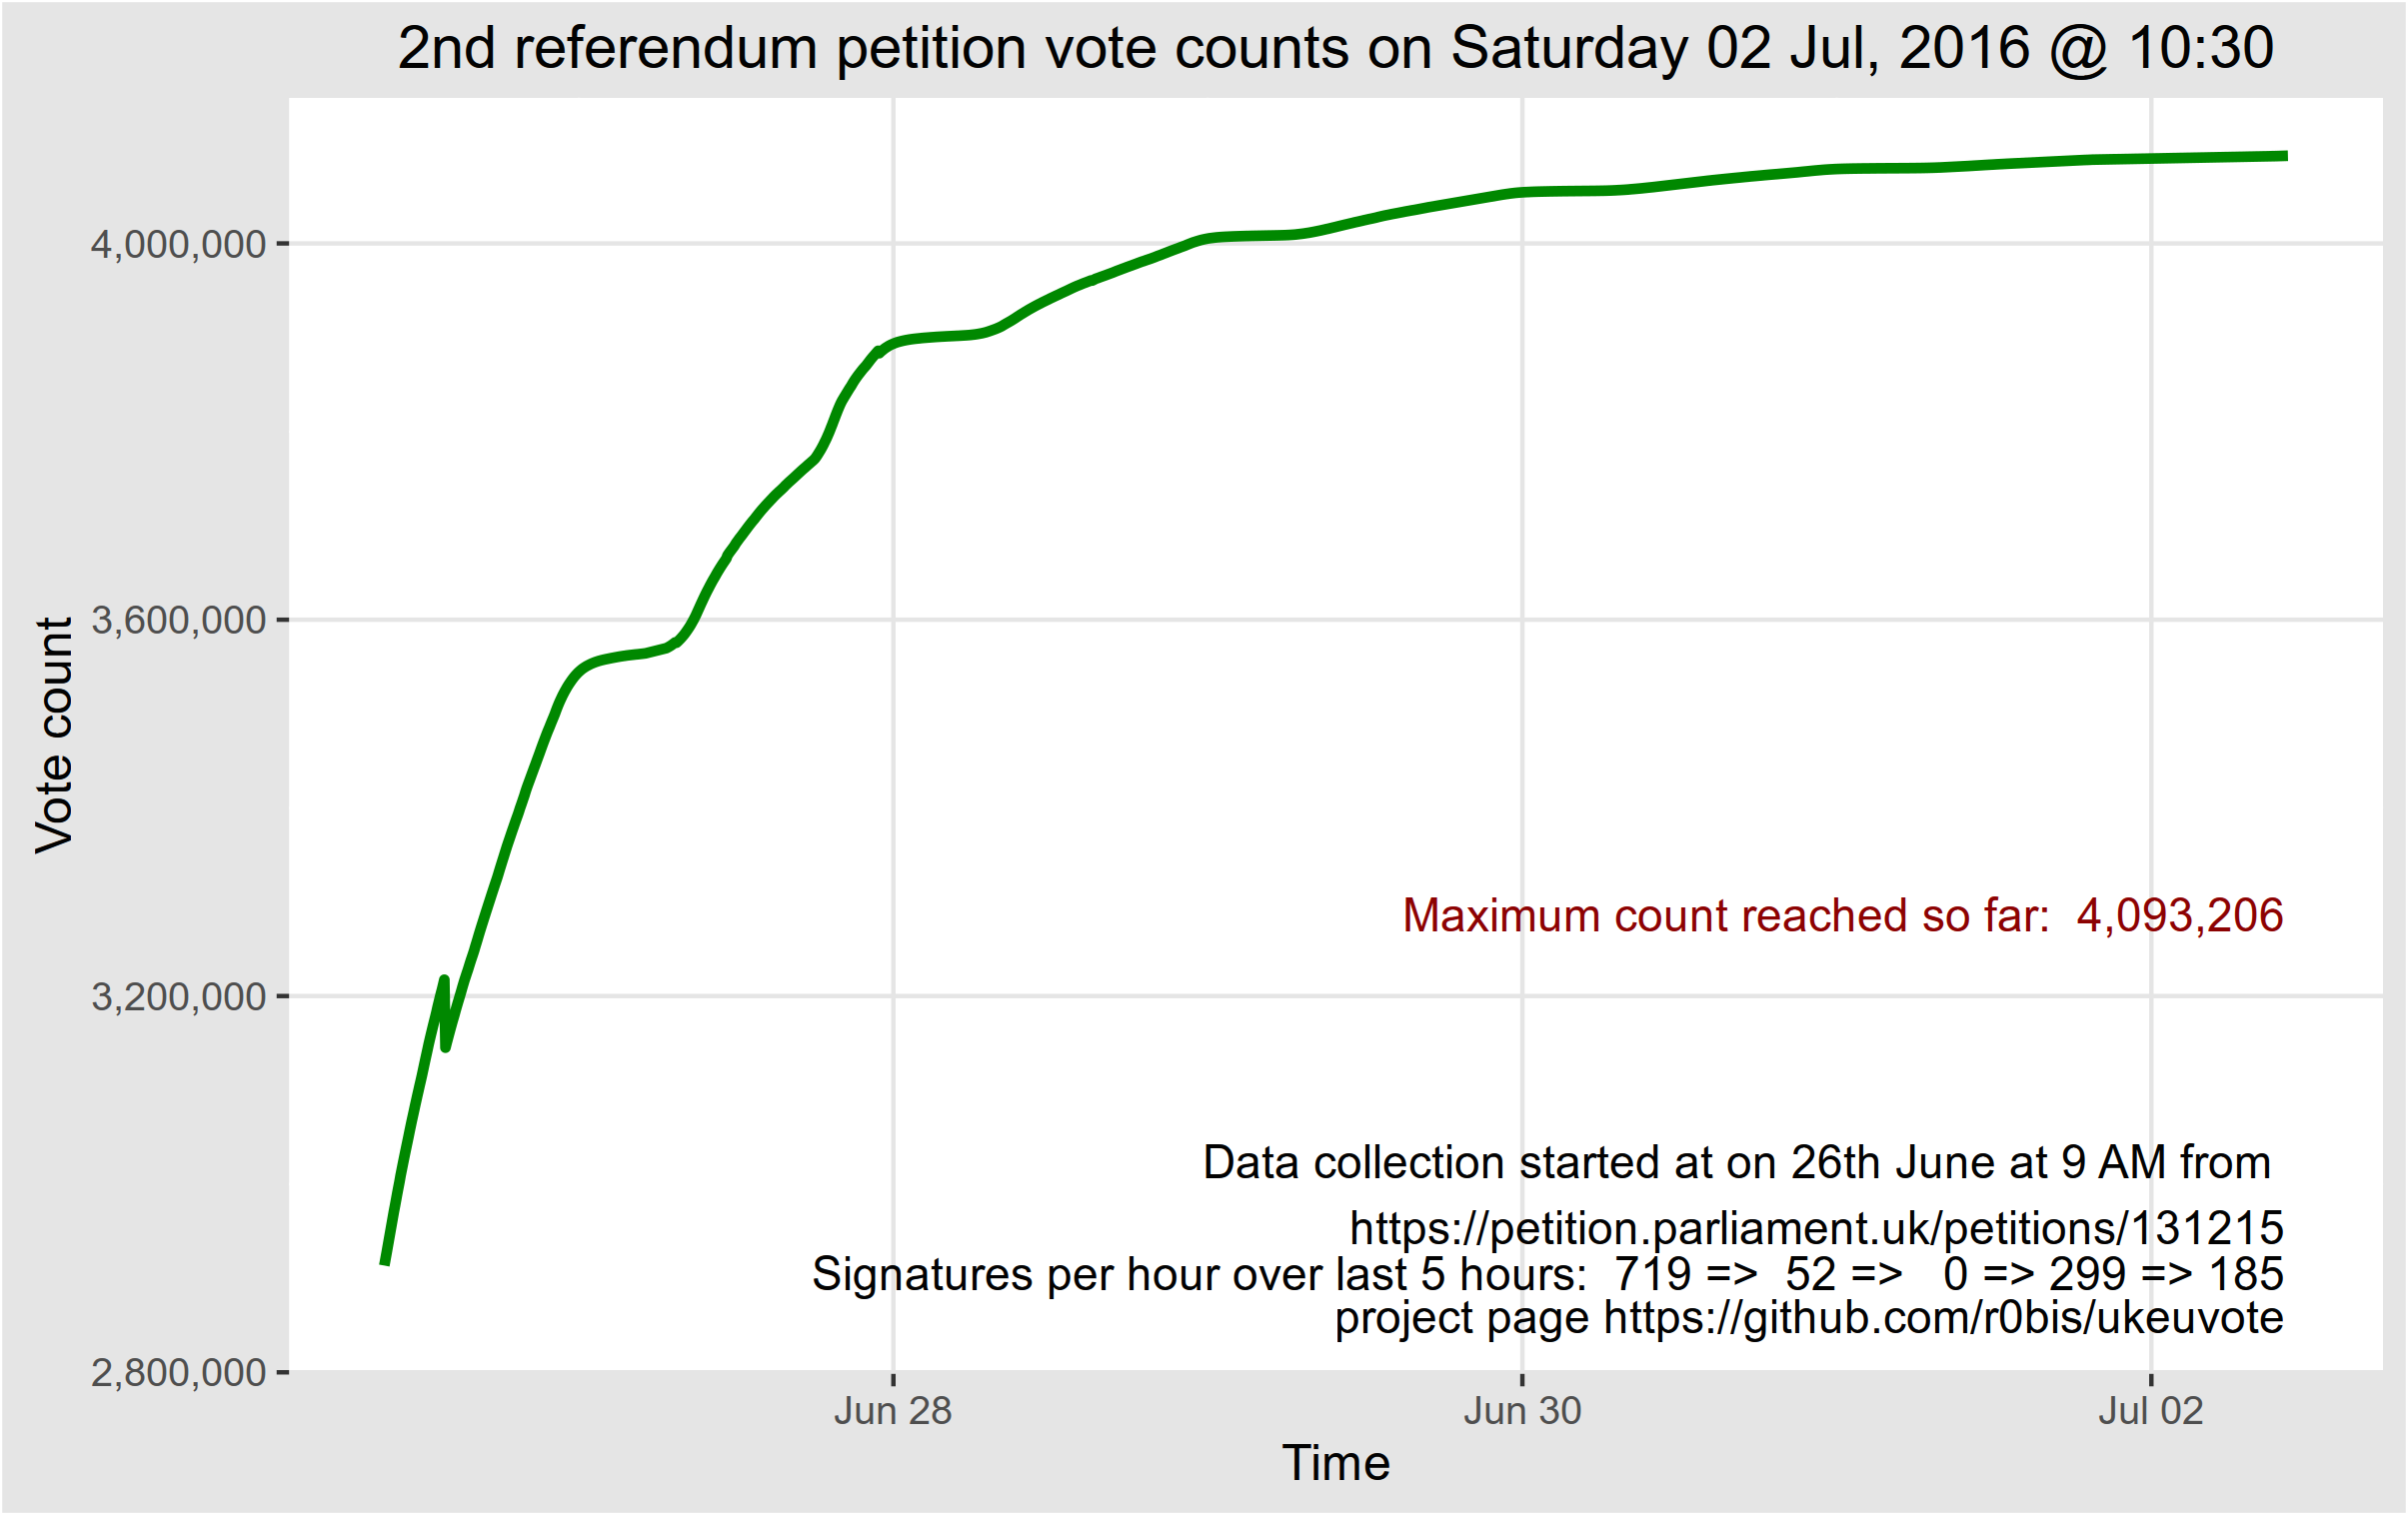 2nd referendum petition vote counts on Saturday 02 Jul, 2016 @ 10:30
Vote count
4,000,000
3,600,000
3,200,000
2,800,000
Maximum count reached so far:  4,093,206
Data collection started at on 26th June at 9 AM from
https://petition.parliament.uk/petitions/131215
Signatures per hour over last 5 hours:  719 =>  52 =>   0 => 299 => 185
project page https://github.com/r0bis/ukeuvote
Jun 28
Jun 30
Jul 02
Time